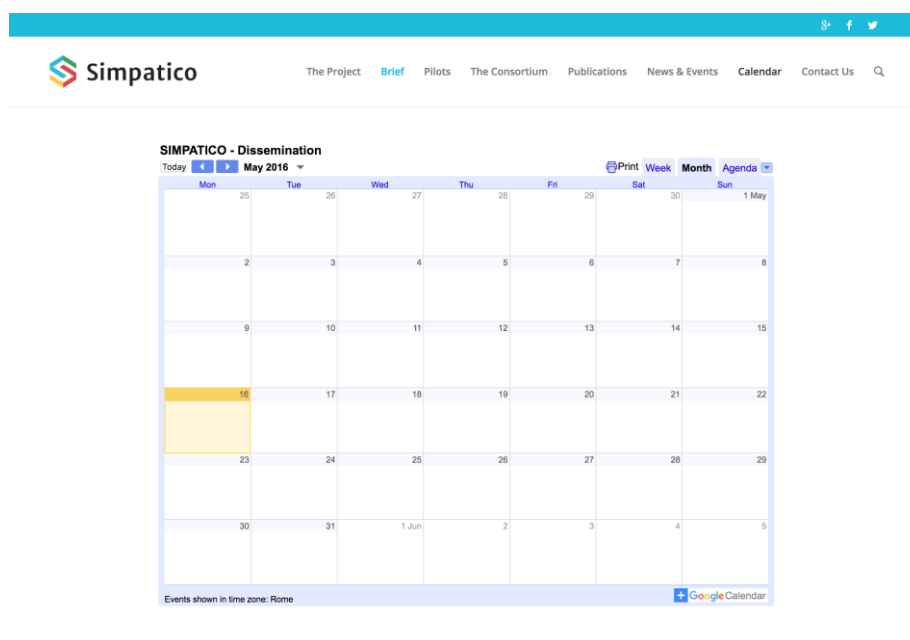 Simpatico
The Project Brief Pilots The Consortium Publications News & Events Calendar Contact Us
SIMPATICO - Dissemination
Today May 2016 Print Week Month Agenda
Mon Tue Wed Thu Fri Sat Sun
25 26 27 28 29 30 1 May
2 3 4 5 6 7 8
9 10 11 12 13 14 15
16 17 18 19 20 21 22
23 24 25 26 27 28 29
30 31 1 Jun 2 3 4 5
Events shown in time zone: Rome + Google Calendar